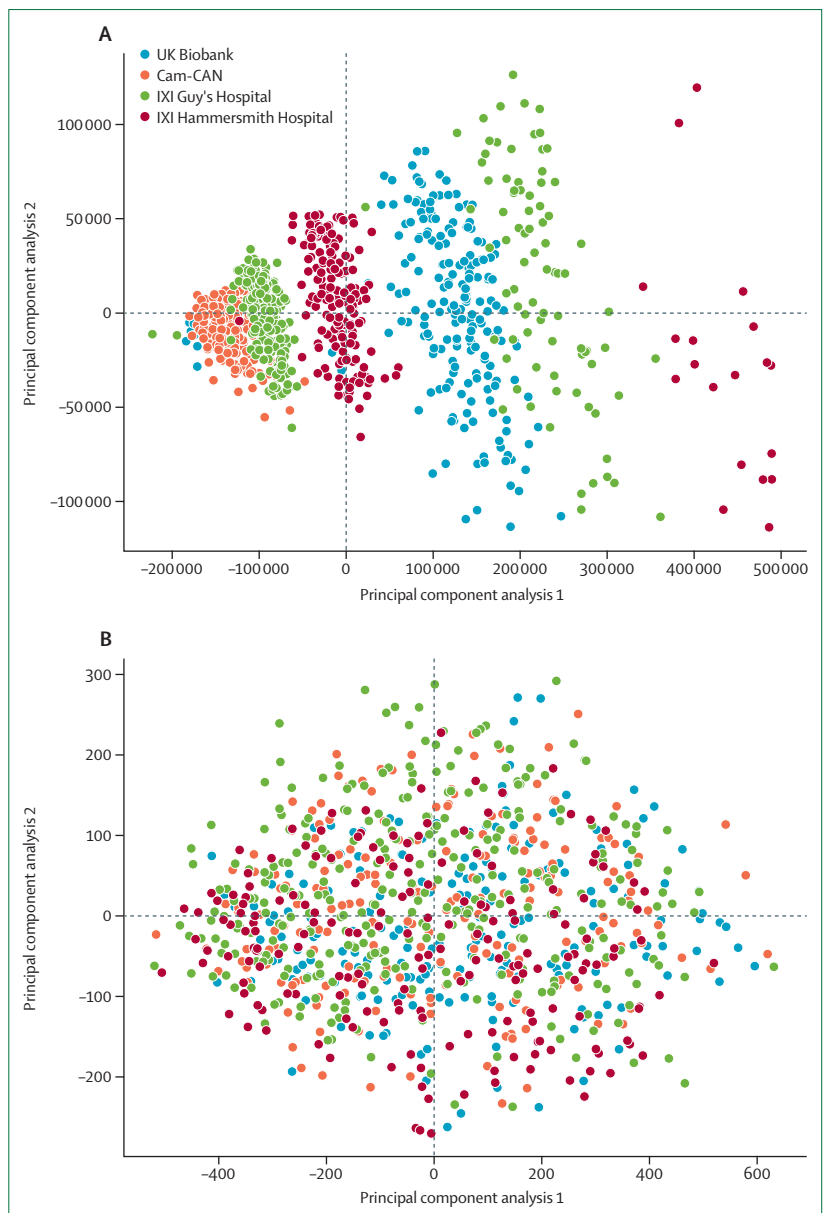 A
UK Biobank
Cam-CAN
IXI Guy's Hospital
IXI Hammersmith Hospital
100 000
50 000
0
–50 000
–100 000
Principal component analysis 2
–200 000 –100 000 0 100 000 200 000 300 000 400 000 500 000
Principal component analysis 1
B
300
200
100
0
–100
–200
Principal component analysis 2
–400 –200 0 200 400 600
Principal component analysis 1